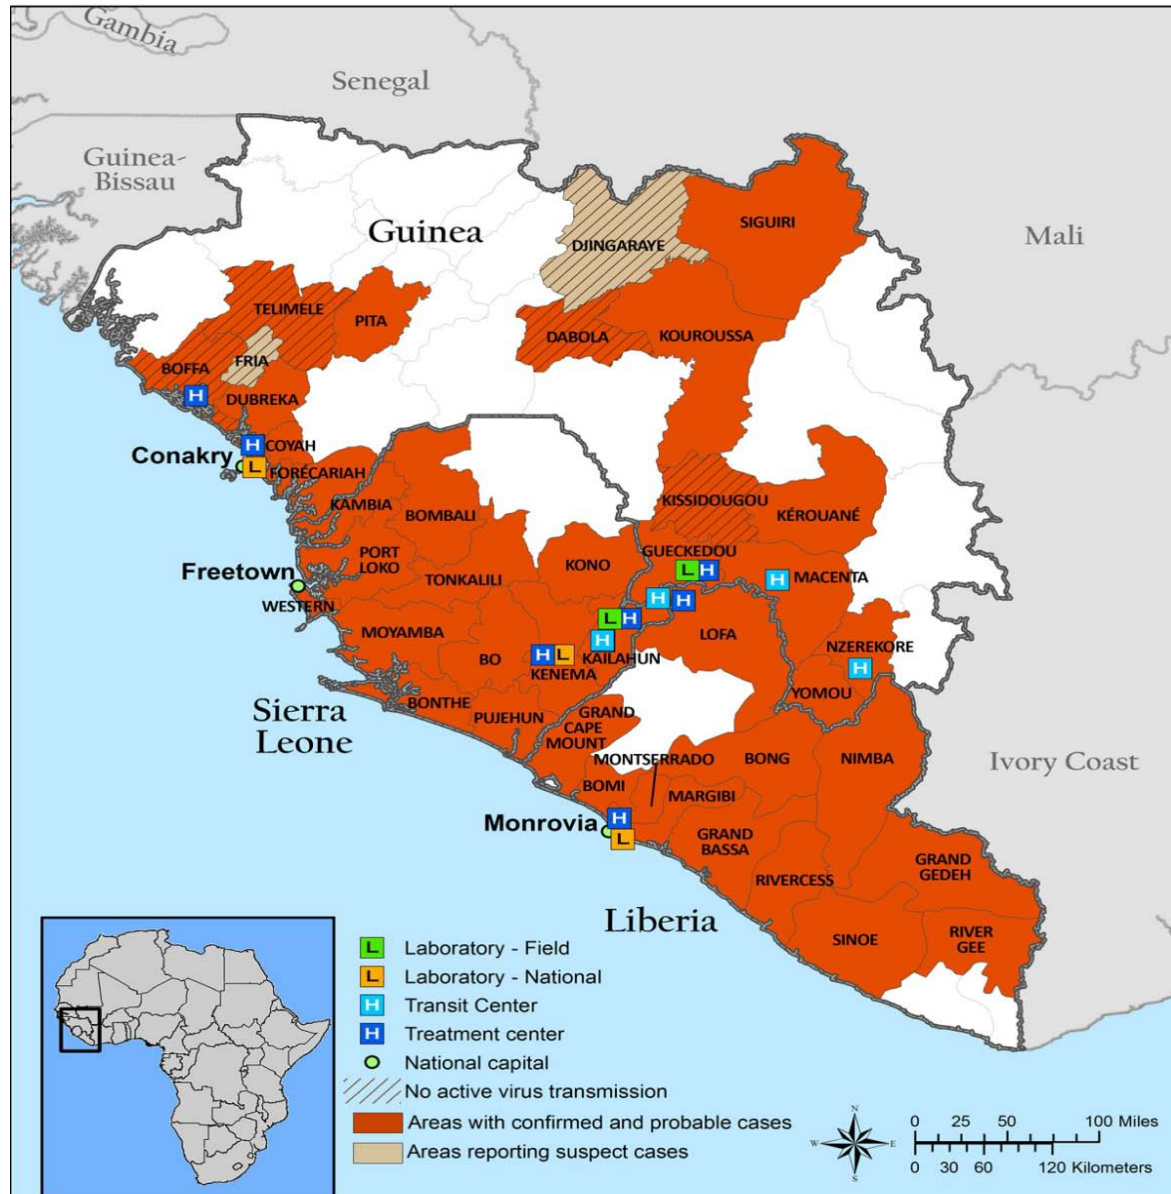 Gambia
Senegal
Guinea-
Bissau
Guinea
Mali
SIGUIRI
DJINGARAYE
TELIMELE
PITA
DABOLA
KOUROUSSA
FRIA
BOFFA
H
DUBREKA
H
COYAH
Conakry
L
FORÉCARIAH
KISSIDOUGOU
KÉROUANÉ
KAMBIA
BOMBALI
GUECKEDOU
PORT
LOKO
KONO
L H
H
MACENTA
Freetown
TONKALILI
WESTERN
H
H
L H
MOYAMBA
LOFA
H
KAILAHUN
NZEREKORE
BO
H L
KENEMA
H
YOMOU
BONTHE
PUJEHUN
Sierra
Leone
GRAND
CAPE
MOUNT
MONTSERRADO
BONG
NIMBA
Ivory Coast
BOMI
MARGIBI
Monrovia
H
L
GRAND
BASSA
GRAND
GEDEH
RIVERCESS
Liberia
SINOE
RIVER
GEE
L Laboratory - Field
L Laboratory - National
H Transit Center
H Treatment center
National capital
No active virus transmission
Areas with confirmed and probable cases
Areas reporting suspect cases
N
W E
S
0 25 50 100 Miles
0 30 60 120 Kilometers